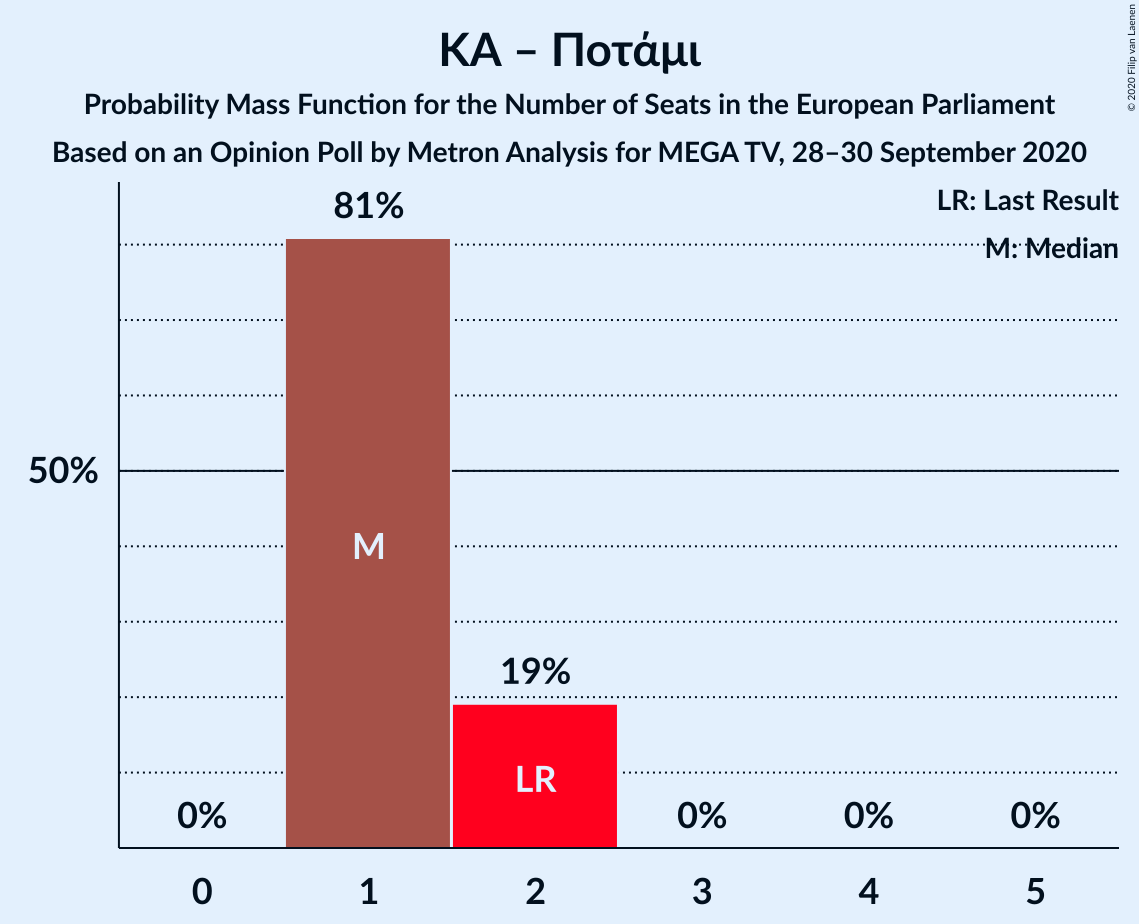 ΚΑ – Ποτάμι
Probability Mass Function for the Number of Seats in the European Parliament
Based on an Opinion Poll by Metron Analysis for MEGA TV, 28–30 September 2020
© 2020 Filip van Laenen
LR: Last Result
M: Median
81%
50%
M
19%
LR
0%
0%
0%
0%
0
1
2
3
4
5